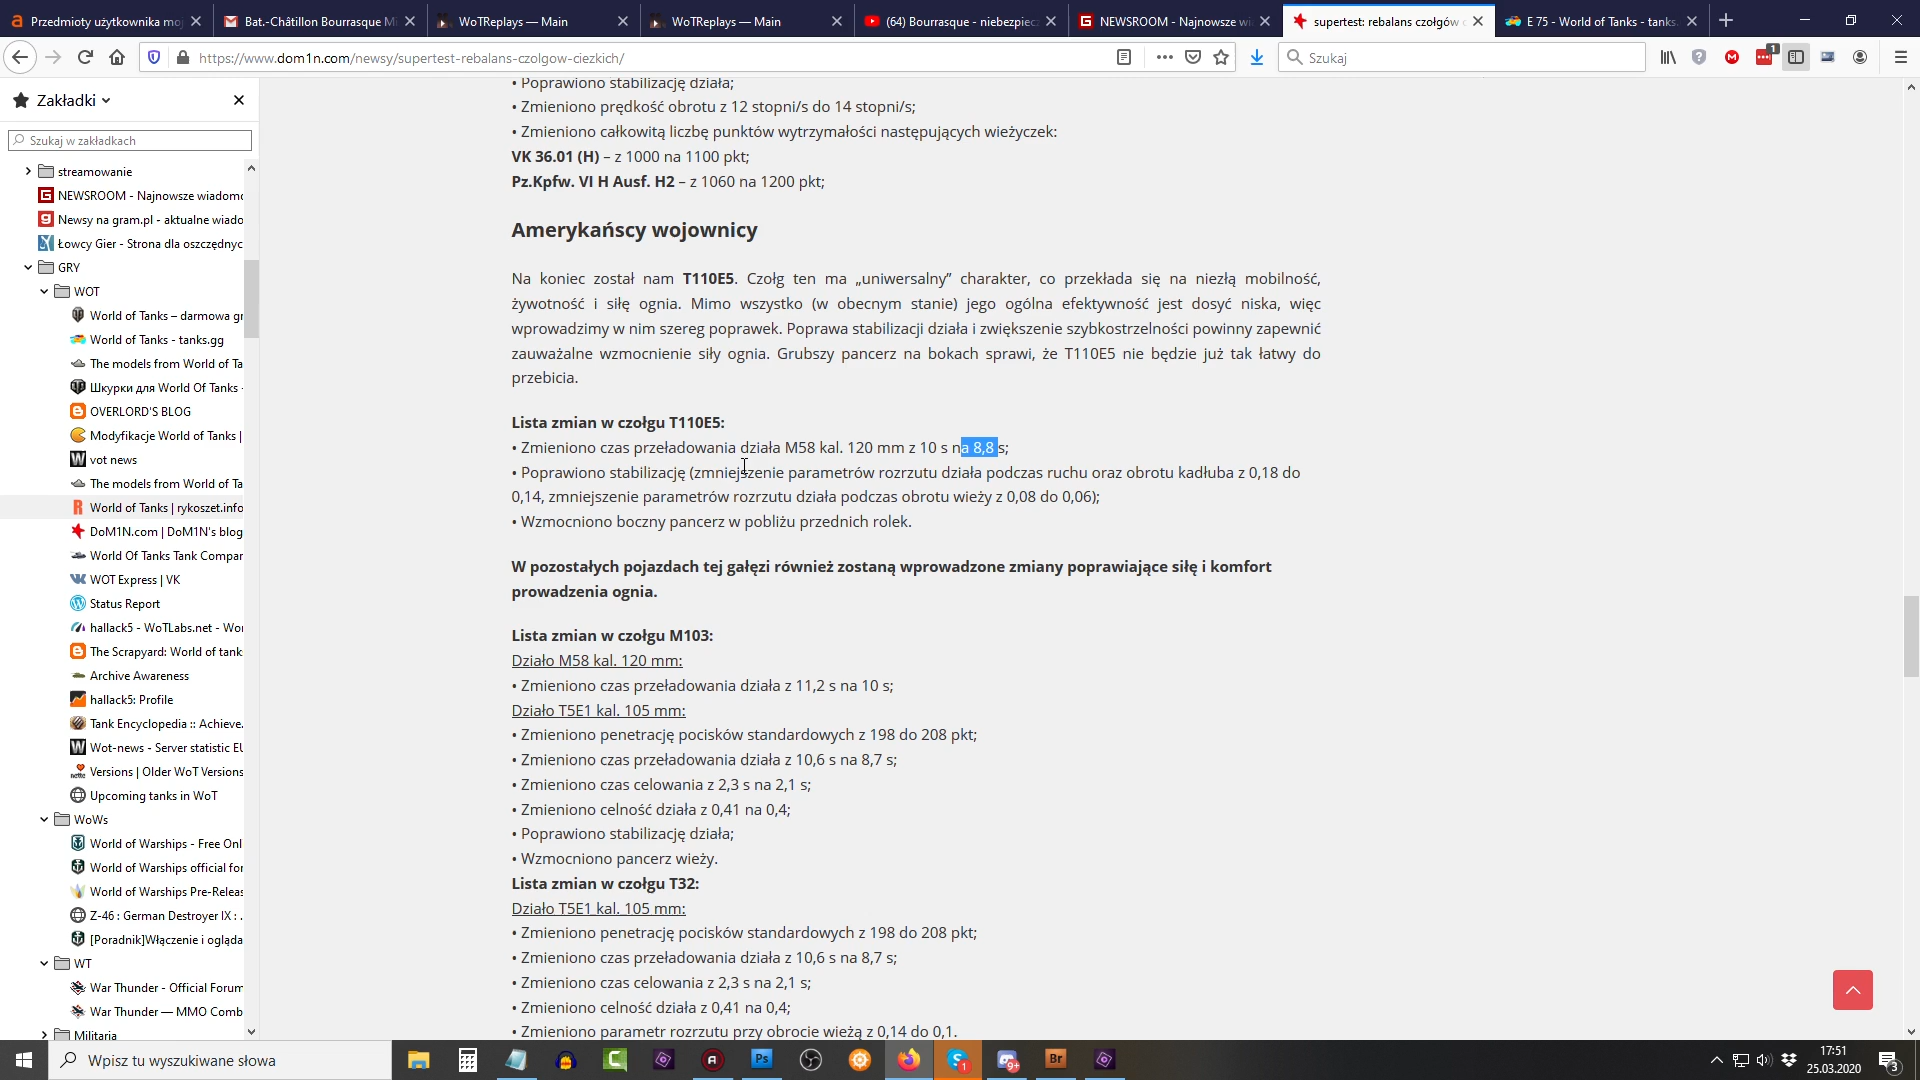 Przedmioty użytkownika mo
Bat.-Châtillon Bourrasque M
WoTReplays — Main
WoTReplays — Main
(64) Bourrasque - niebezpiec
NEWSROOM - Najnowsze wi
supertest: rebalans czołgów
E 75 - World of Tanks - tanks.
https://www.dom1n.com/newsy/supertest-rebalans-czolgow-ciezkich/
Szukaj
1
Zakładki
Szukaj w zakładkach
streamowanie
NEWSROOM - Najnowsze wiadomo
Newsy na gram.pl - aktualne wiado
Łowcy Gier - Strona dla oszczędnyc
GRY
WOT
World of Tanks – darmowa gr
World of Tanks - tanks.gg
The models from World of Ta
Шкурки для World Of Tanks -
OVERLORD'S BLOG
Modyfikacje World of Tanks |
vot news
The models from World of Ta
World of Tanks | rykoszet.info
DoM1N.com | DoM1N's blog
World Of Tanks Tank Compar
WOT Express | VK
Status Report
hallack5 - WoTLabs.net - Wor
The Scrapyard: World of tank
Archive Awareness
hallack5: Profile
Tank Encyclopedia :: Achieve.
Wot-news - Server statistic EU
Versions | Older WoT Versions
Upcoming tanks in WoT
WoWs
World of Warships - Free Onl
World of Warships official for
World of Warships Pre-Releas
Z-46 : German Destroyer IX : .
[Poradnik]Włączenie i ogląda
WT
War Thunder - Official Forum
War Thunder — MMO Comb
Militaria
• Poprawiono stabilizację działa;
• Zmieniono prędkość obrotu z 12 stopni/s do 14 stopni/s;
• Zmieniono całkowitą liczbę punktów wytrzymałości następujących wieżyczek:
VK 36.01 (H) – z 1000 na 1100 pkt;
Pz.Kpfw. VI H Ausf. H2 – z 1060 na 1200 pkt;
Amerykańscy wojownicy
Na koniec został nam T110E5. Czołg ten ma „uniwersalny” charakter, co przekłada się na niezłą mobilność,
żywotność i siłę ognia. Mimo wszystko (w obecnym stanie) jego ogólna efektywność jest dosyć niska, więc
wprowadzimy w nim szereg poprawek. Poprawa stabilizacji działa i zwiększenie szybkostrzelności powinny zapewnić
zauważalne wzmocnienie siły ognia. Grubszy pancerz na bokach sprawi, że T110E5 nie będzie już tak łatwy do
przebicia.
Lista zmian w czołgu T110E5:
• Zmieniono czas przeładowania działa M58 kal. 120 mm z 10 s na 8,8 s;
• Poprawiono stabilizację (zmniejszenie parametrów rozrzutu działa podczas ruchu oraz obrotu kadłuba z 0,18 do
0,14, zmniejszenie parametrów rozrzutu działa podczas obrotu wieży z 0,08 do 0,06);
• Wzmocniono boczny pancerz w pobliżu przednich rolek.
W pozostałych pojazdach tej gałęzi również zostaną wprowadzone zmiany poprawiające siłę i komfort
prowadzenia ognia.
Lista zmian w czołgu M103:
Działo M58 kal. 120 mm:
• Zmieniono czas przeładowania działa z 11,2 s na 10 s;
Działo T5E1 kal. 105 mm:
• Zmieniono penetrację pocisków standardowych z 198 do 208 pkt;
• Zmieniono czas przeładowania działa z 10,6 s na 8,7 s;
• Zmieniono czas celowania z 2,3 s na 2,1 s;
• Zmieniono celność działa z 0,41 na 0,4;
• Poprawiono stabilizację działa;
• Wzmocniono pancerz wieży.
Lista zmian w czołgu T32:
Działo T5E1 kal. 105 mm:
• Zmieniono penetrację pocisków standardowych z 198 do 208 pkt;
• Zmieniono czas przeładowania działa z 10,6 s na 8,7 s;
• Zmieniono czas celowania z 2,3 s na 2,1 s;
• Zmieniono celność działa z 0,41 na 0,4;
• Zmieniono parametr rozrzutu przy obrocie wieżą z 0,14 do 0,1.
Wpisz tu wyszukiwane słowa
Ps
1
9+
Br
17:51
25.03.2020
3